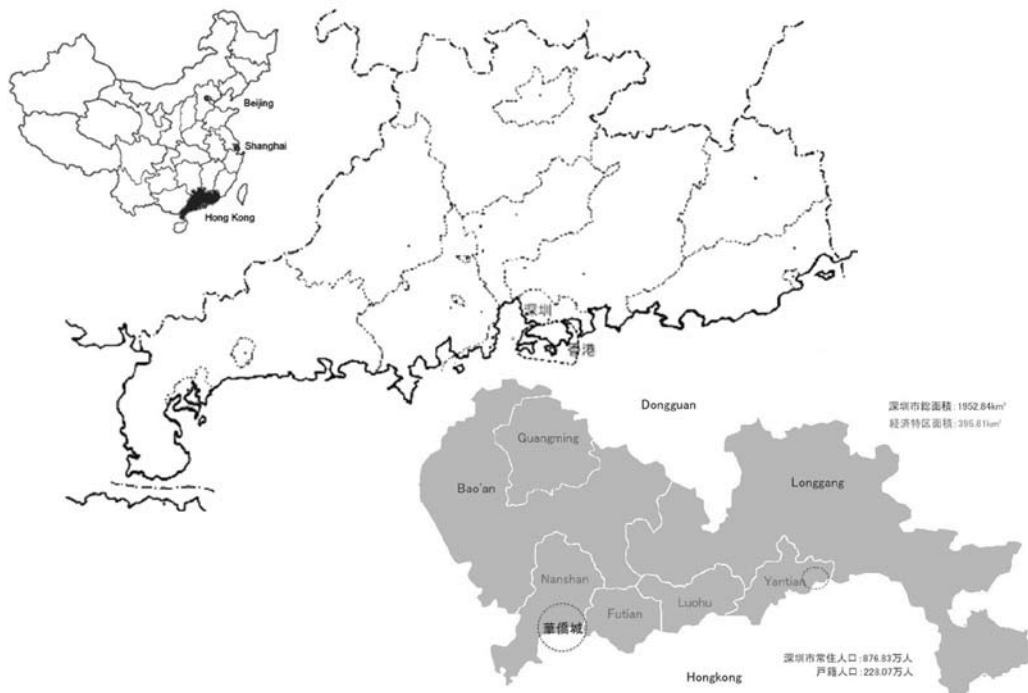 Beijing
Shanghai
Hong Kong
深圳
香港
Dongguan
深圳市総面積:1952.84km²
経済特区面積:395.81km²
Guangming
Bao'an
Longgang
Nanshan
Yantian
Luohu
Futian
華僑城
深圳市常住人口:876.83万人
戸籍人口:228.07万人
Hongkong